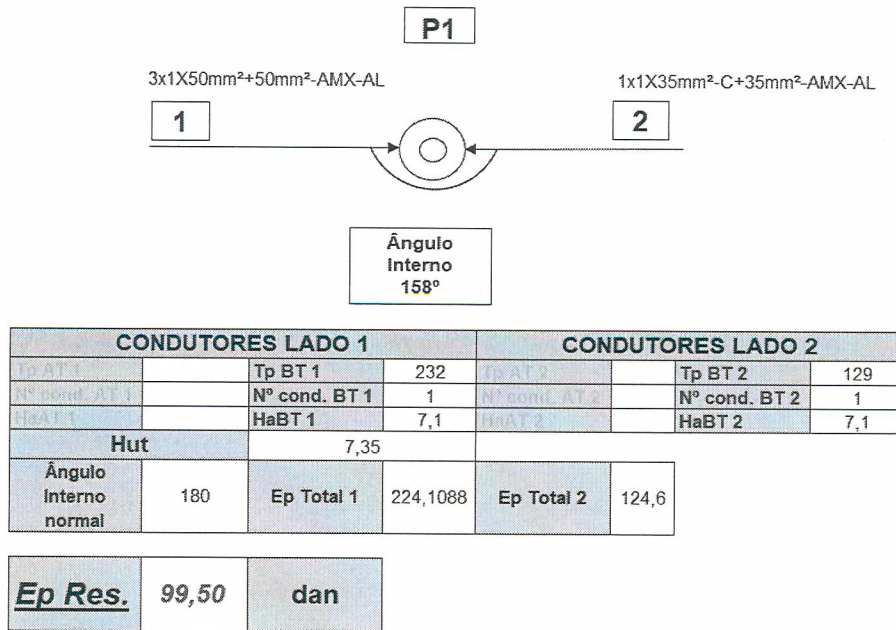 P1
3x1X50mm²+50mm²-AMX-AL
1x1X35mm²-C+35mm²-AMX-AL
1
2
Ângulo
Interno
158º
CONDUTORES LADO 1 CONDUTORES LADO 2
Tp AT 1 Tp BT 1 232 Tp AT 2 Tp BT 2 129
Nº cond. AT 1 Nº cond. BT 1 1 Nº cond. AT 2 Nº cond. BT 2 1
HaAT 1 HaBT 1 7,1 HaAT 2 HaBT 2 7,1
Hut 7,35
Ângulo
Interno
normal
180 Ep Total 1 224,1088 Ep Total 2 124,6
Ep Res. 99,50 dan